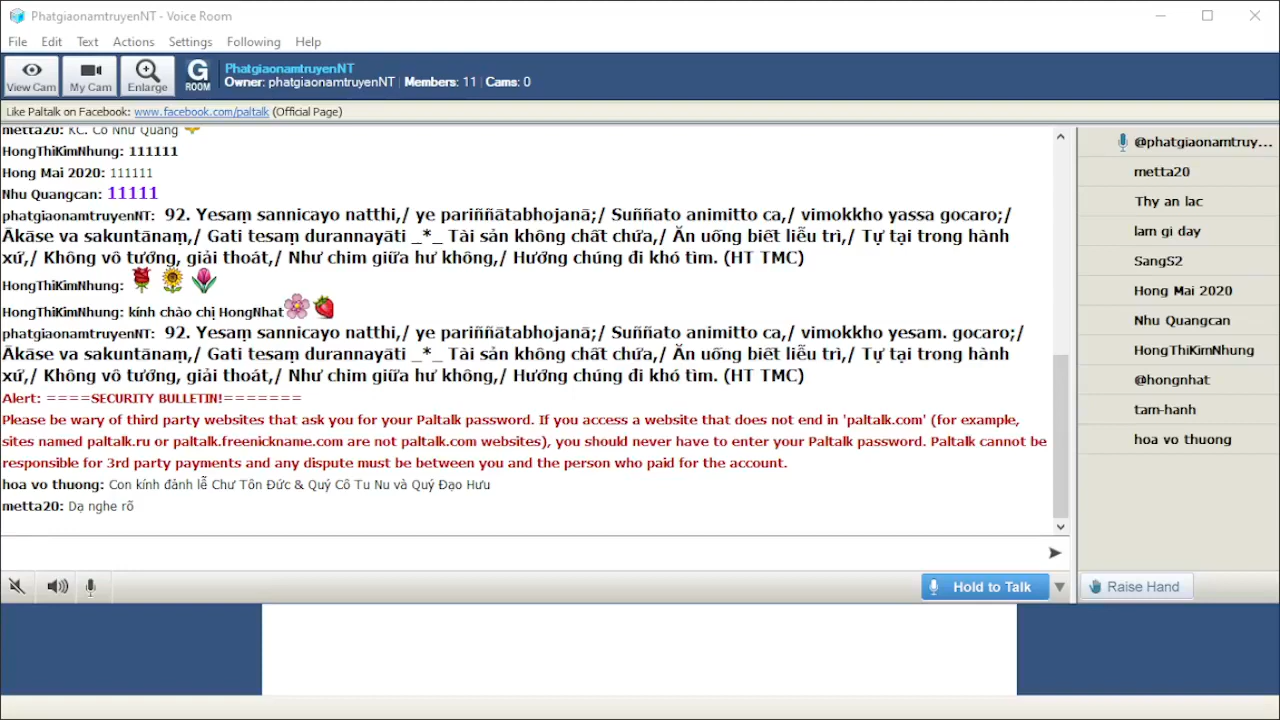 PhatgiaonamtruyenNT - Voice Room
File Edit Text Actions Settings Following Help
View Cam My Cam Enlarge G ROOM
PhatgiaonamtruyenNT
Owner: phatgiaonamtruyenNT | Members: 11 | Cams: 0
Like Paltalk on Facebook: www.facebook.com/paltalk (Official Page)
metta20: KC. Cô Như Quang
HongThiKimNhung: 111111
Hong Mai 2020: 111111
Nhu Quangcan: 11111
phatgiaonamtruyenNT: 92. Yesaṃ sannicayo natthi,/ ye pariññātabhojanā;/ Suññato animitto ca,/ vimokkho yassa gocaro;/
Ākāse va sakuntānaṃ,/ Gati tesaṃ durannayāti _*_ Tài sản không chất chứa,/ Ăn uống biết liễu tri,/ Tự tại trong hành
xứ,/ Không vô tướng, giải thoát,/ Như chim giữa hư không,/ Hướng chúng đi khó tìm. (HT TMC)
HongThiKimNhung:
HongThiKimNhung: kính chào chị HongNhat
phatgiaonamtruyenNT: 92. Yesaṃ sannicayo natthi,/ ye pariññātabhojanā;/ Suññato animitto ca,/ vimokkho yesam. gocaro;/
Ākāse va sakuntānaṃ,/ Gati tesaṃ durannayāti _*_ Tài sản không chất chứa,/ Ăn uống biết liễu tri,/ Tự tại trong hành
xứ,/ Không vô tướng, giải thoát,/ Như chim giữa hư không,/ Hướng chúng đi khó tìm. (HT TMC)
Alert: ====SECURITY BULLETIN!=======
Please be wary of third party websites that ask you for your Paltalk password. If you access a website that does not end in 'paltalk.com' (for example,
sites named paltalk.ru or paltalk.freenickname.com are not paltalk.com websites), you should never have to enter your Paltalk password. Paltalk cannot be
responsible for 3rd party payments and any dispute must be between you and the person who paid for the account.
hoa vo thuong: Con kính đảnh lễ Chư Tôn Đức & Quý Cô Tu Nu và Quý Đạo Hưu
metta20: Dạ nghe rõ
@phatgiaonamtruy...
metta20
Thy an lac
lam gi day
SangS2
Hong Mai 2020
Nhu Quangcan
HongThiKimNhung
@hongnhat
tam-hanh
hoa vo thuong
Hold to Talk
Raise Hand